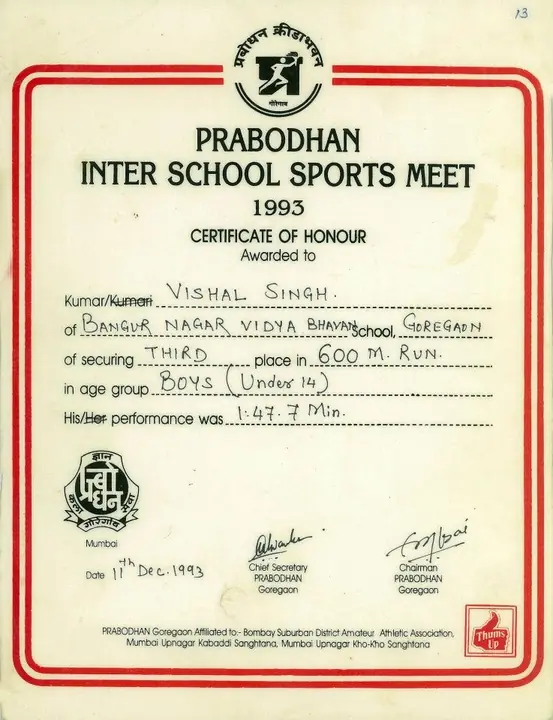 13
प्रबोधन क्रीडाभवन
गोरेगाव
PRABODHAN
INTER SCHOOL SPORTS MEET
1993
CERTIFICATE OF HONOUR
Awarded to
Kumar/Kumari VISHAL SINGH.
of BANGUR NAGAR VIDYA BHAVAN School, GOREGAON
of securing THIRD place in 600 M. RUN.
in age group BOYS (Under 14)
His/Her performance was 1:47.7 Min.
ज्ञान
प्रबोधन
कला सेवा
गोरेगांव
Mumbai
Date 11th Dec. 1993
Chief Secretary
PRABODHAN
Goregaon
Chairman
PRABODHAN
Goregaon
Thums
Up
PRABODHAN Goregaon Affiliated to:- Bombay Suburban District Amateur Athletic Association,
Mumbai Upnagar Kabaddi Sanghtana, Mumbai Upnagar Kho-Kho Sanghtana